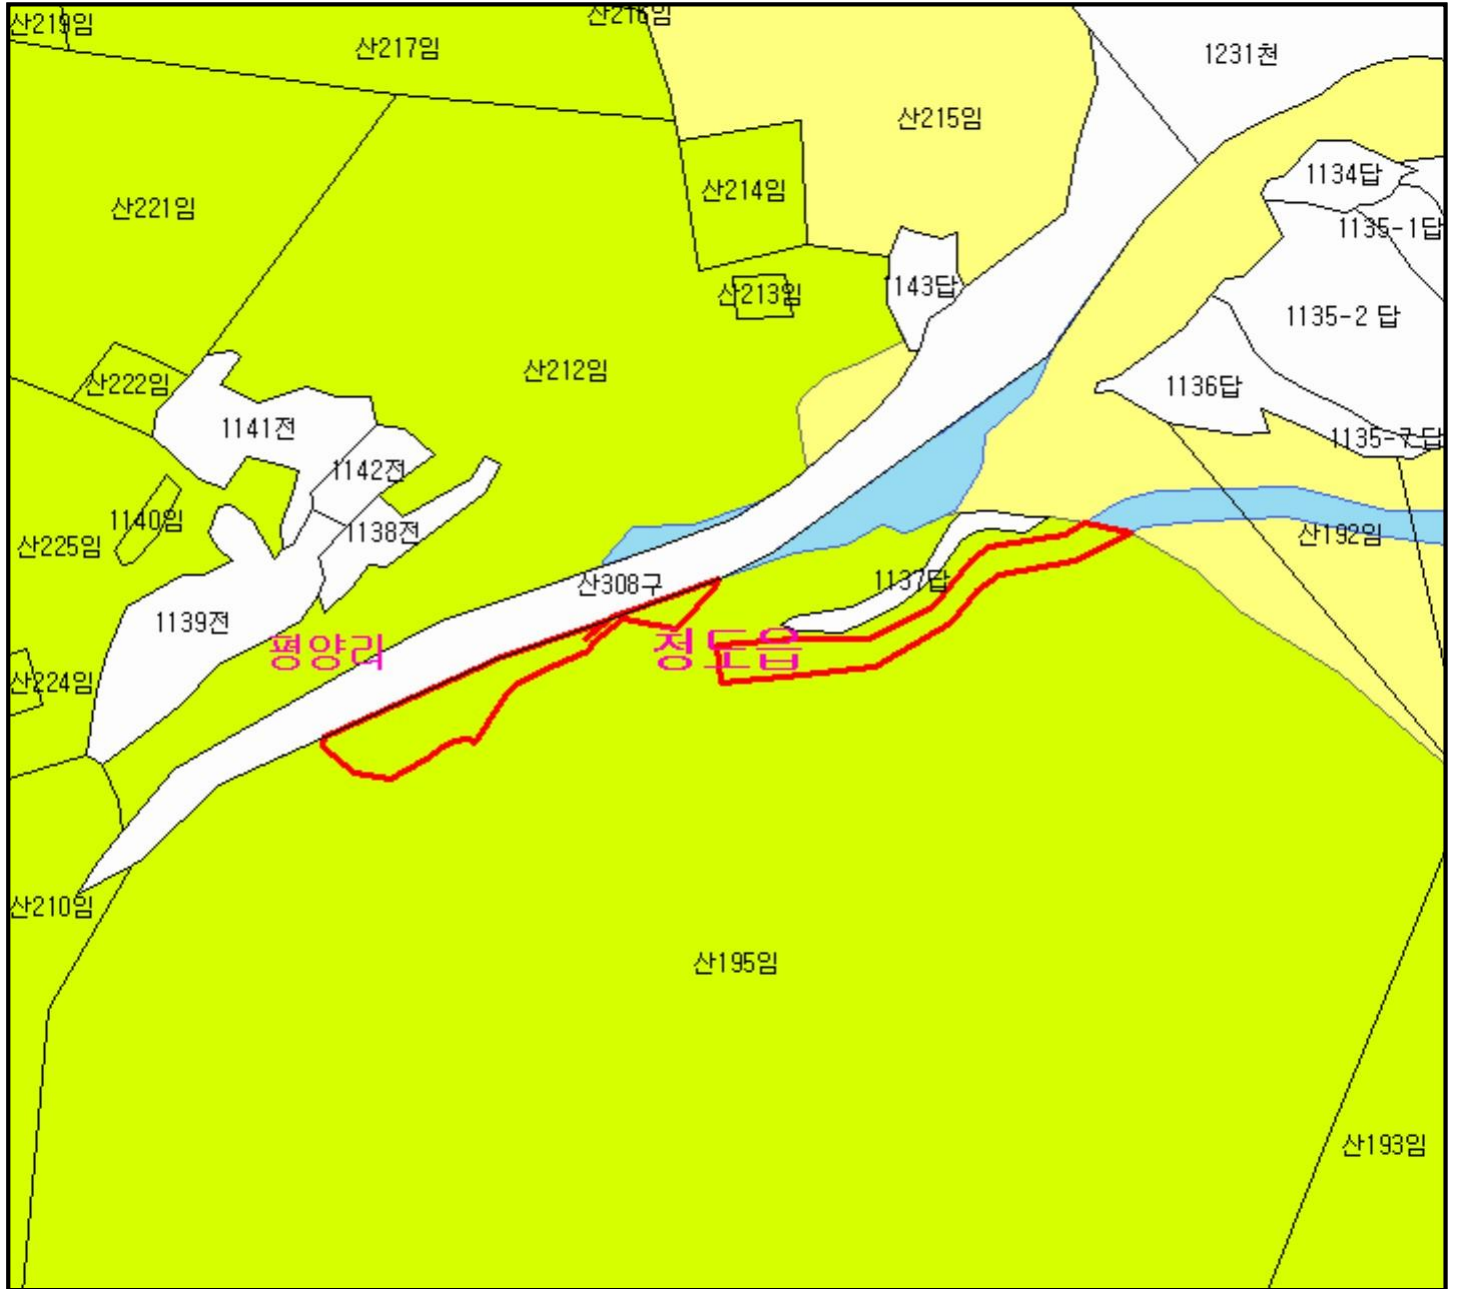 산219임
산216임
산217임
1231천
산215임
1134답
산214임
산221임
1135-1답
143답
산213임
1135-2 답
산212임
산222임
1136답
1141전
1135-7답
1142전
1140임
1138전
산192임
산225임
산308구
1137답
1139전
평양리
청도읍
산224임
산210임
산195임
산193임